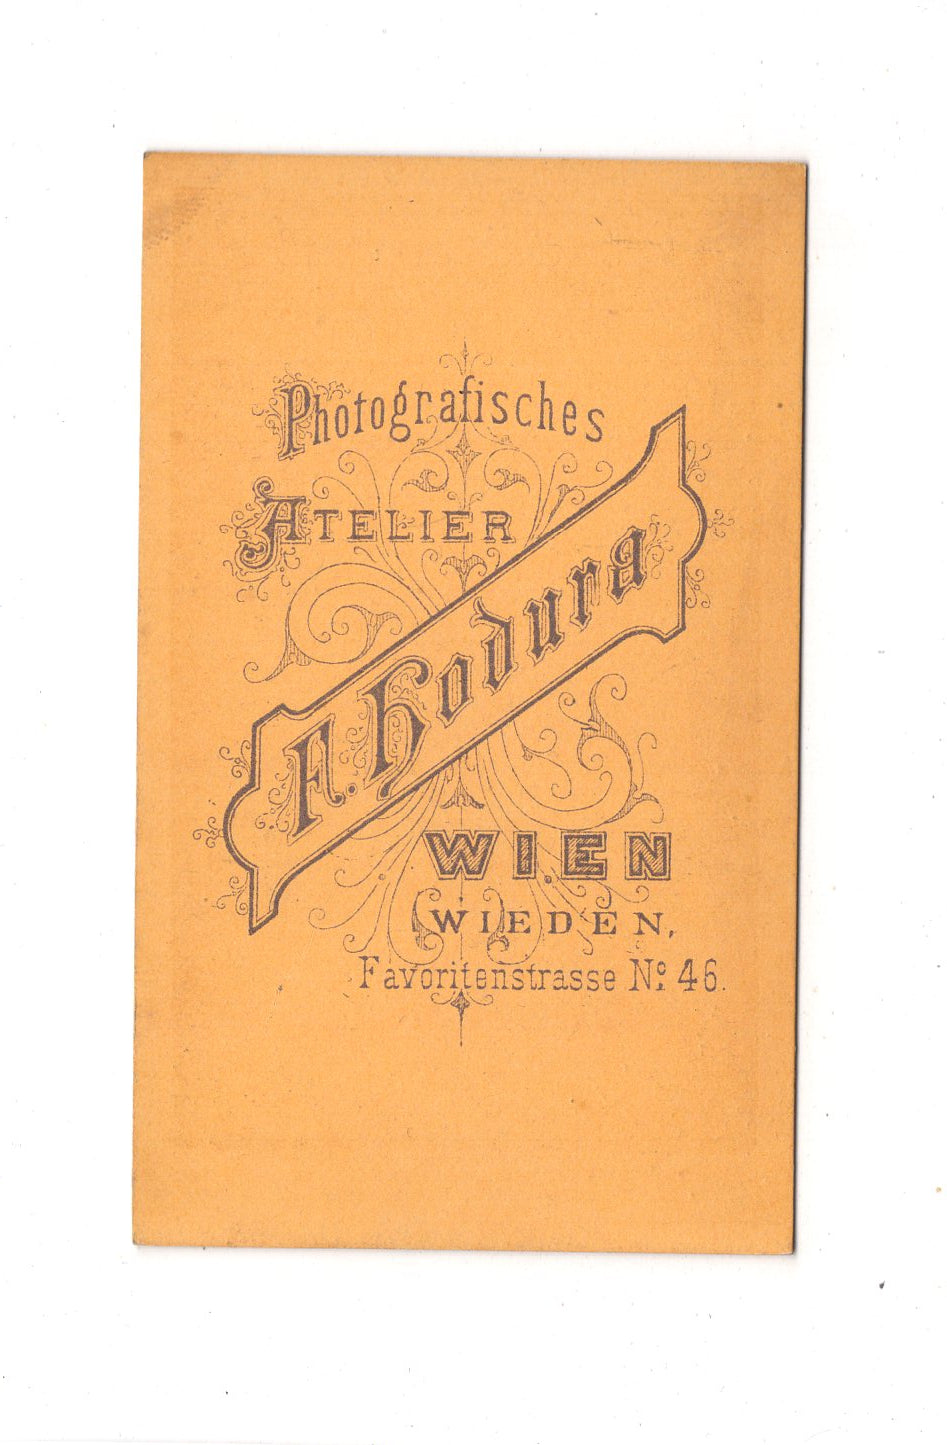 Photografisches
ATELIER
A. Hodura
WIEN
WIEDEN,
Favoritenstrasse No. 46.